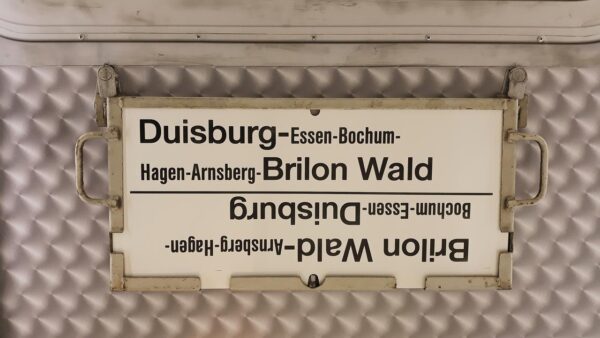 Duisburg-Essen-Bochum-
Hagen-Arnsberg-Brilon Wald
Brilon Wald-Arnsberg-Hagen-
Bochum-Essen-Duisburg